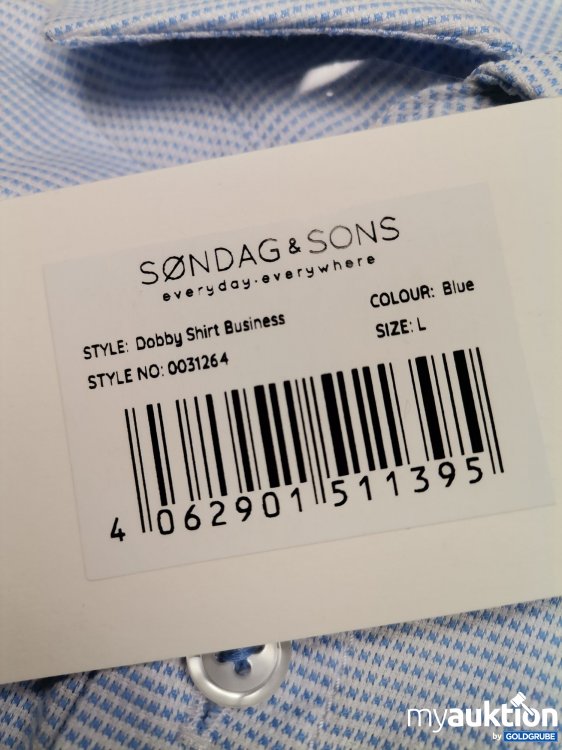 SØNDAG & SONS
everyday.everywhere
STYLE: Dobby Shirt Business
COLOUR: Blue
STYLE NO: 0031264
SIZE: L
4 062901 511395
myauktion
by GOLDGRUBE